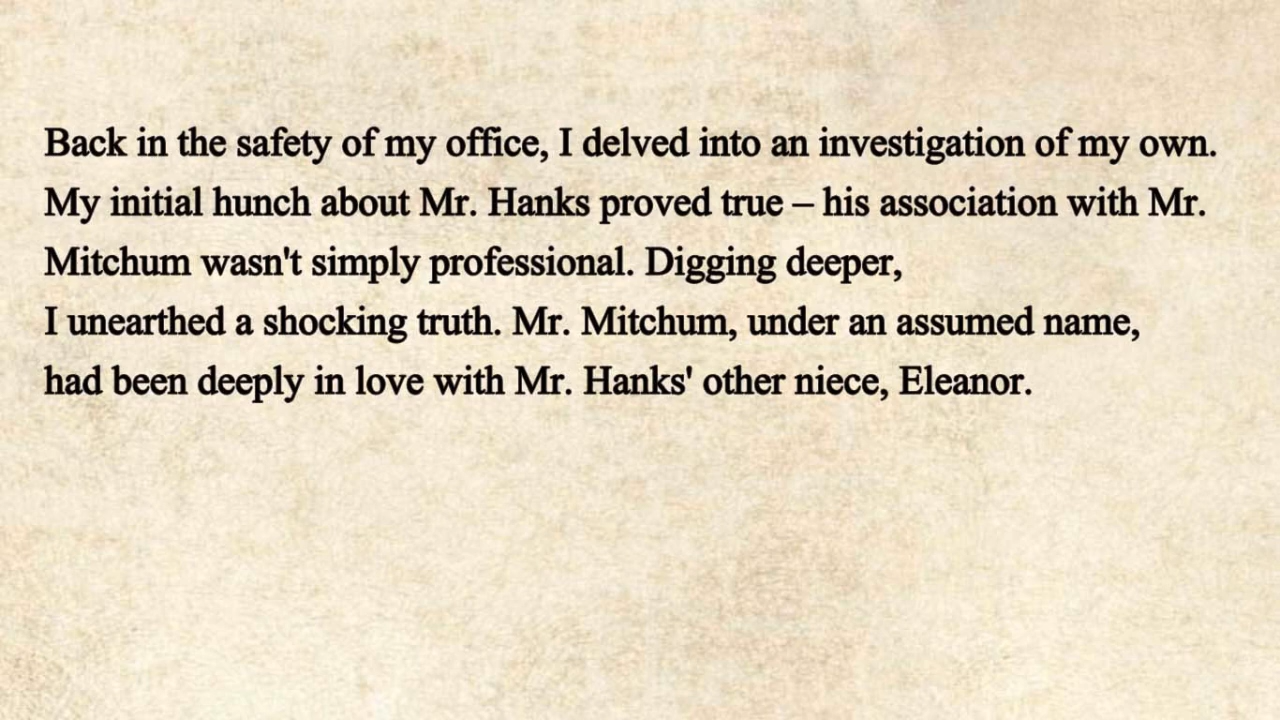 Back in the safety of my office, I delved into an investigation of my own.
My initial hunch about Mr. Hanks proved true – his association with Mr.
Mitchum wasn't simply professional. Digging deeper,
I unearthed a shocking truth. Mr. Mitchum, under an assumed name,
had been deeply in love with Mr. Hanks' other niece, Eleanor.